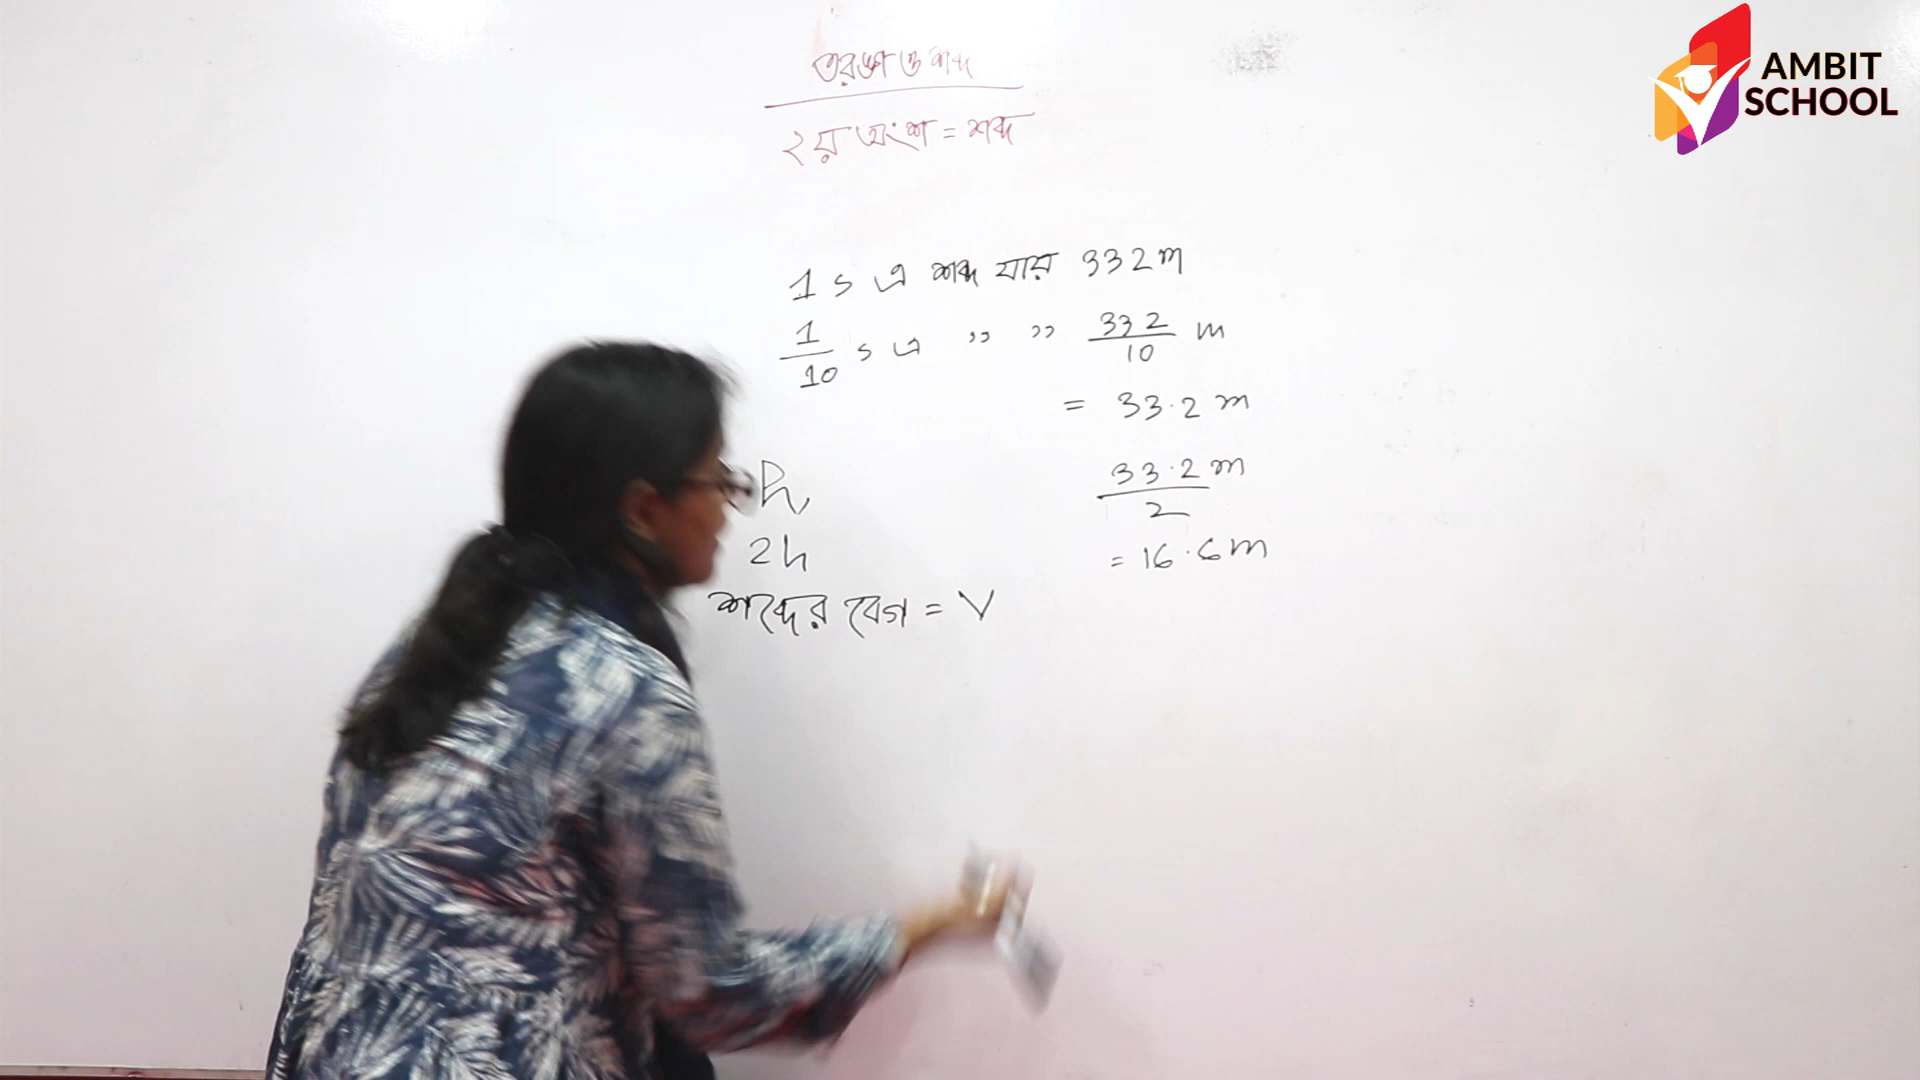 AMBIT
SCHOOL
তরঙ্গ ও শব্দ
২য় অংশ = শব্দ
1 s এ শব্দ যায় 332 m
1/10 s এ " " 332/10 m
= 33.2 m
h
33.2 m/2
2h
= 16.6 m
শব্দের বেগ = V